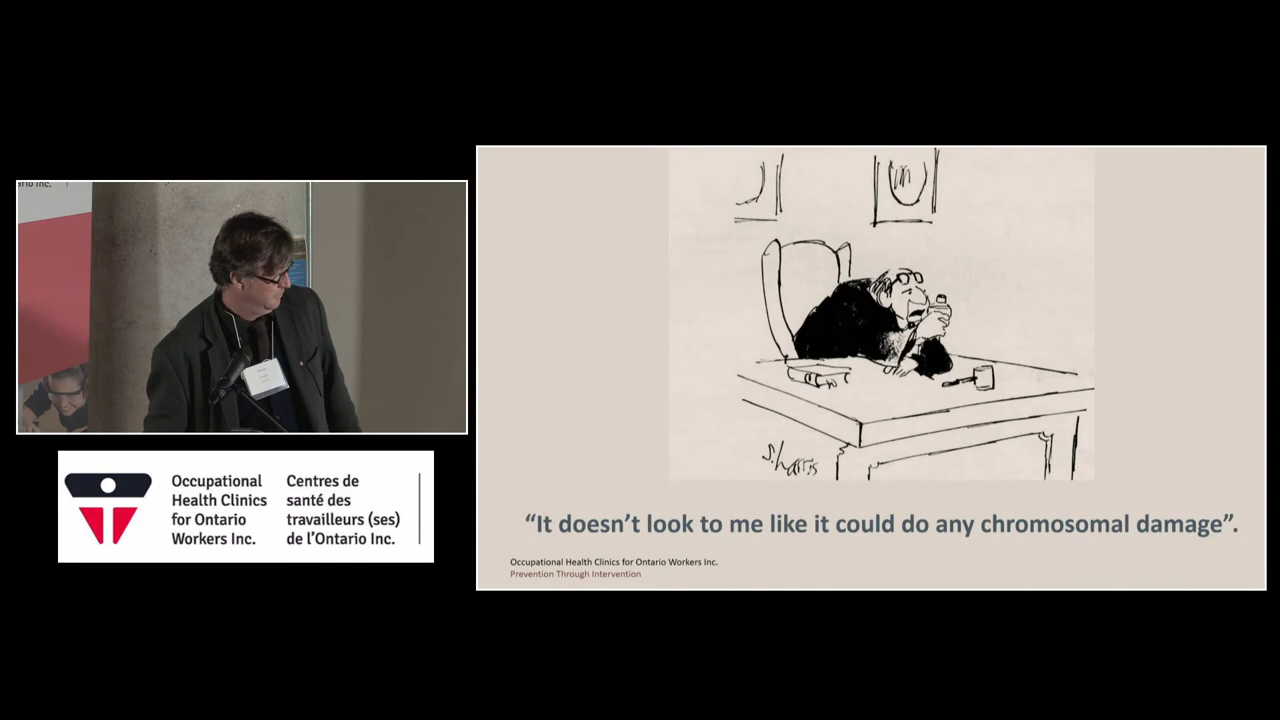 Inc.
Occupational
Health Clinics
for Ontario
Workers Inc.
Centres de
santé des
travailleurs (ses)
de l'Ontario Inc.
S. Harris
“It doesn’t look to me like it could do any chromosomal damage”.
Occupational Health Clinics for Ontario Workers Inc.
Prevention Through Intervention